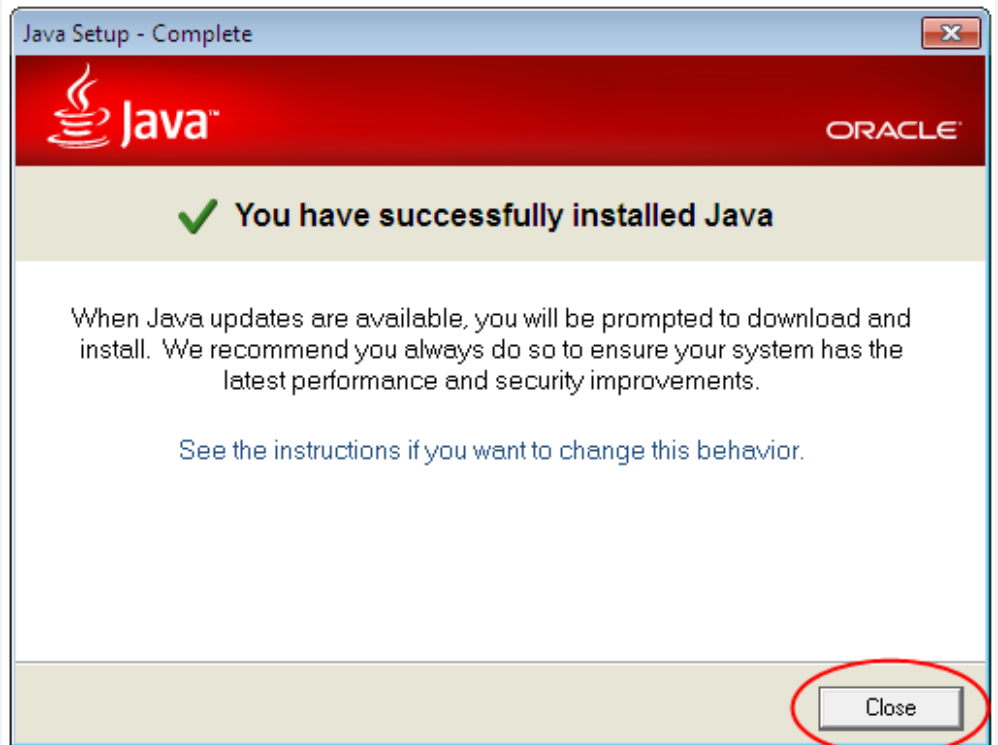 Java Setup - Complete
Java™
ORACLE®
You have successfully installed Java
When Java updates are available, you will be prompted to download and
install. We recommend you always do so to ensure your system has the
latest performance and security improvements.
See the instructions if you want to change this behavior.
Close